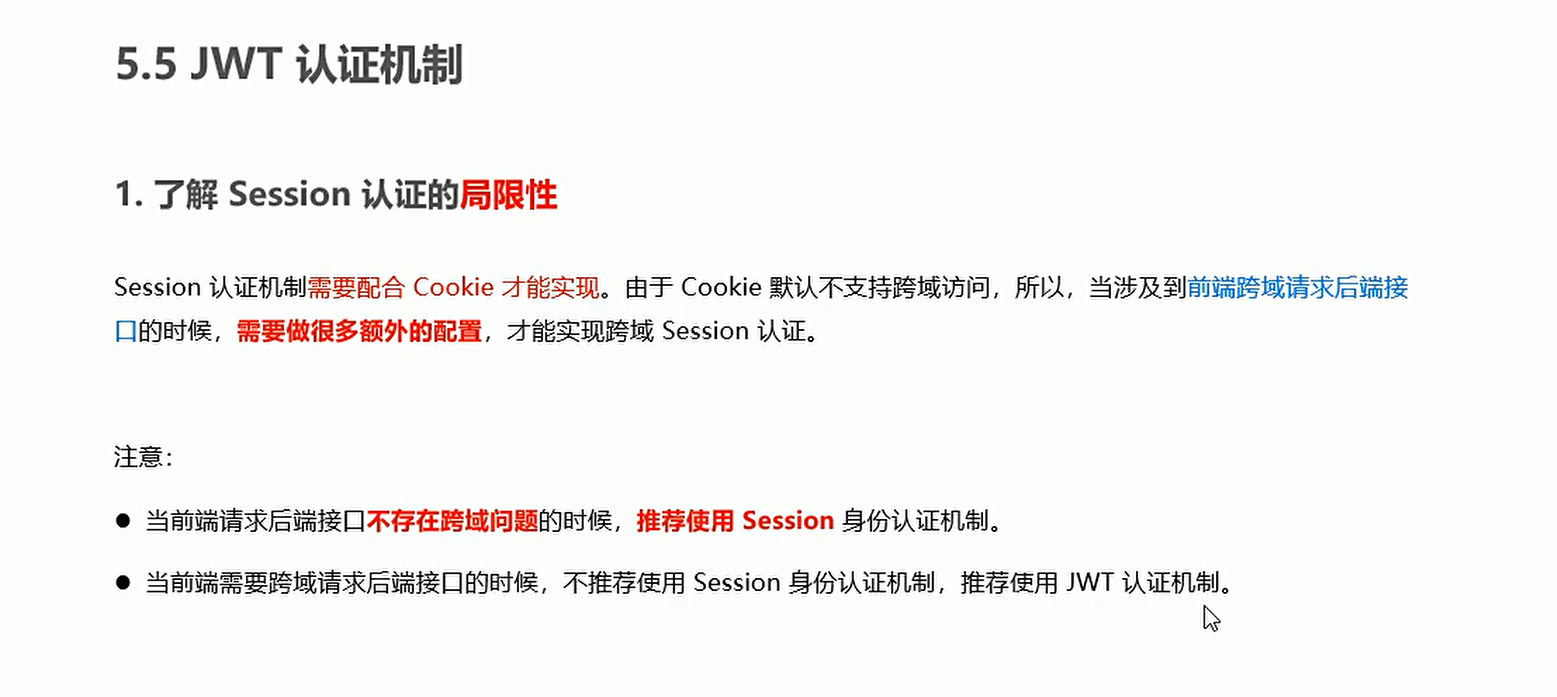 5.5 JWT 认证机制
1. 了解 Session 认证的局限性
Session 认证机制需要配合 Cookie 才能实现。由于 Cookie 默认不支持跨域访问，所以，当涉及到前端跨域请求后端接
口的时候，需要做很多额外的配置，才能实现跨域 Session 认证。
注意：
● 当前端请求后端接口不存在跨域问题的时候，推荐使用 Session 身份认证机制。
● 当前端需要跨域请求后端接口的时候，不推荐使用 Session 身份认证机制，推荐使用 JWT 认证机制。